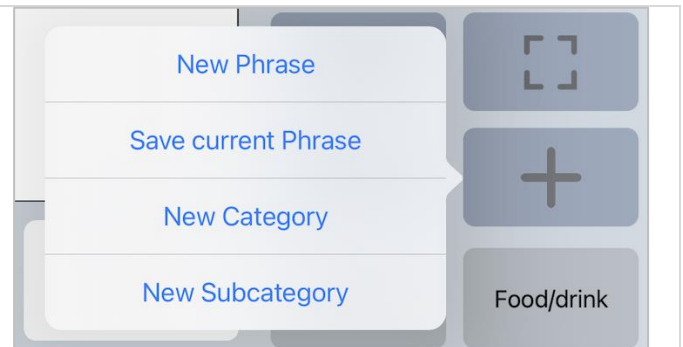 New Phrase
Save current Phrase
New Category
New Subcategory
Food/drink